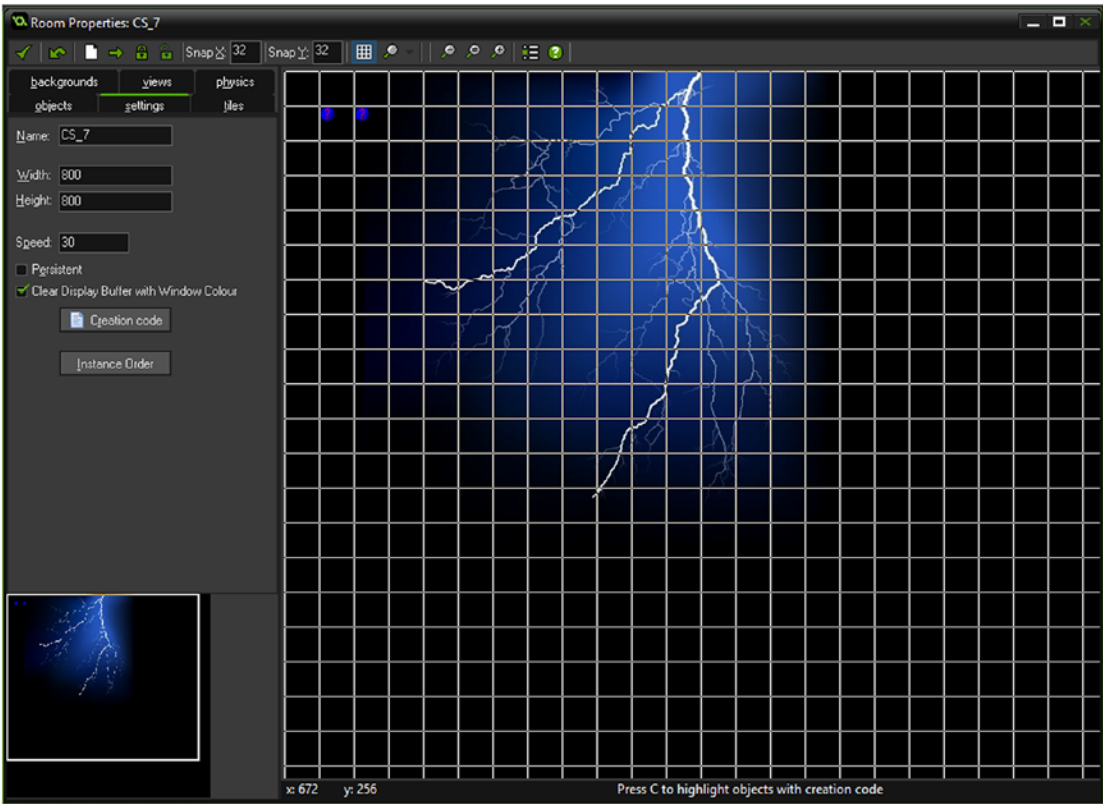 Room Properties: CS_7
Snap X: 32 Snap Y: 32
backgrounds views physics
objects settings tiles
Name: CS_7
Width: 800
Height: 800
Speed: 30
Persistent
Clear Display Buffer with Window Colour
Creation code
Instance Order
? ?
x: 672 y: 256 Press C to highlight objects with creation code